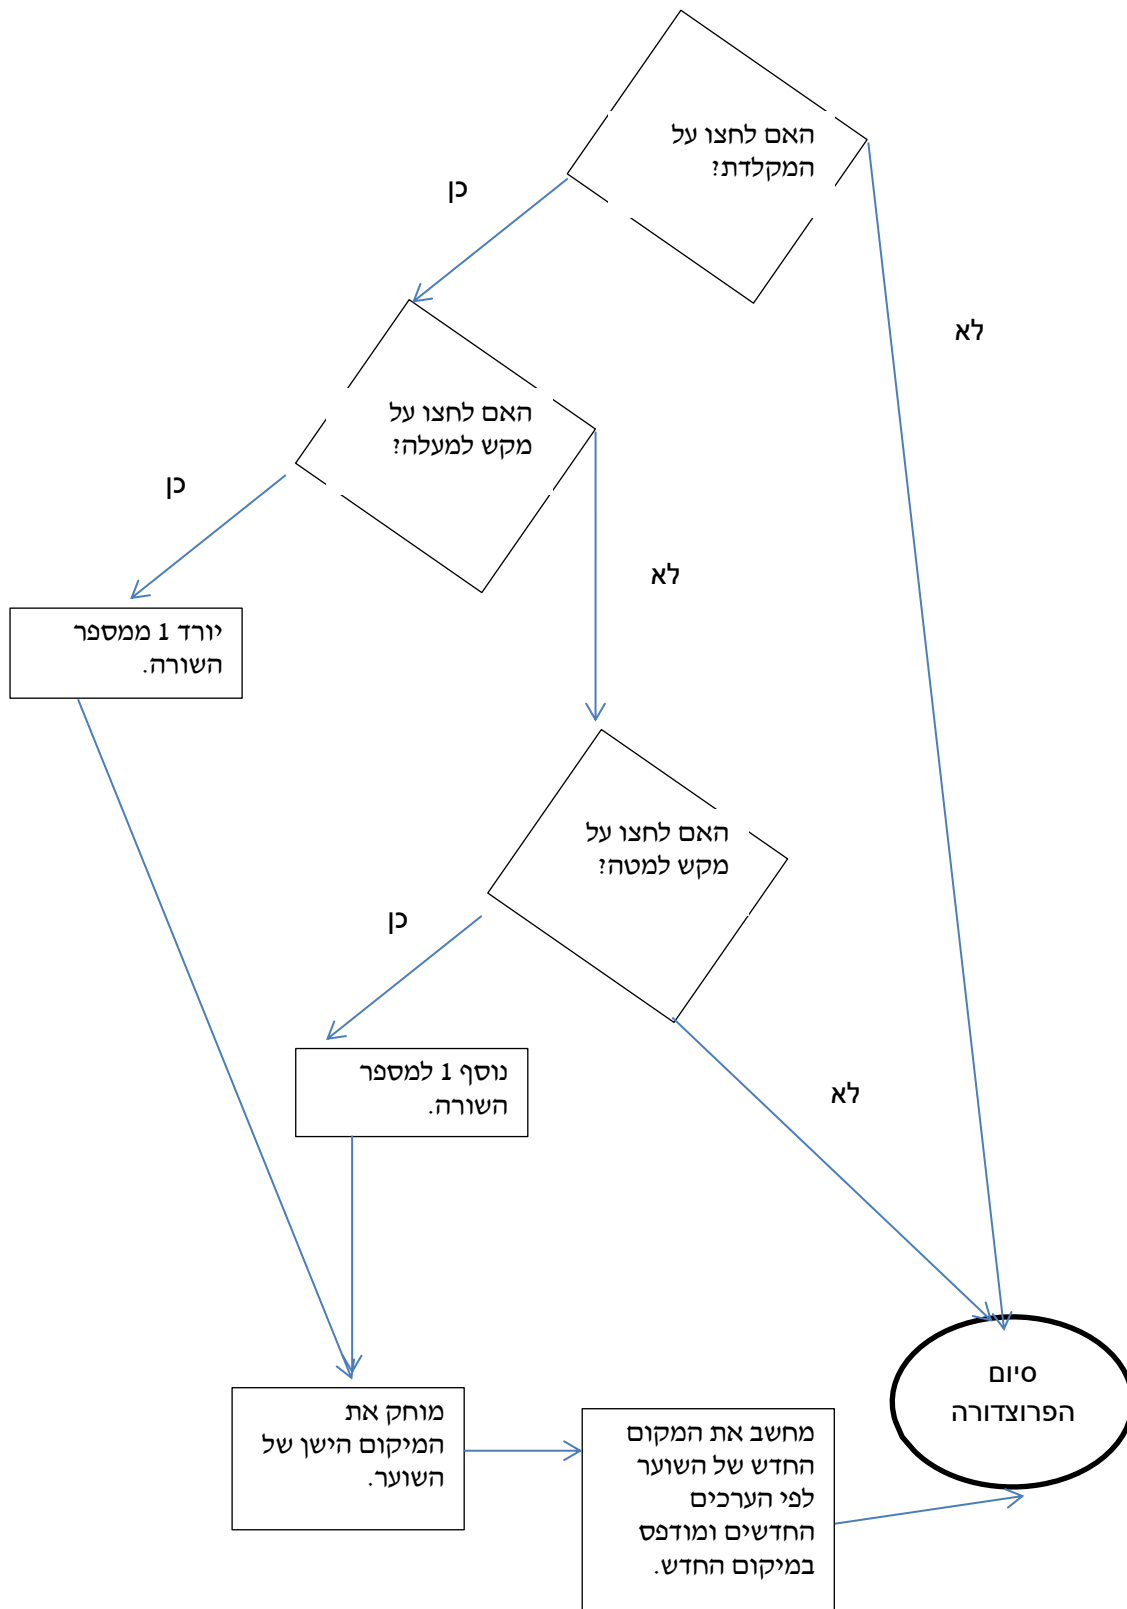 האם לחצו על
המקלדת?
כן
לא
האם לחצו על
מקש למעלה?
כן
לא
יורד 1 ממספר
השורה.
האם לחצו על
מקש למטה?
כן
לא
נוסף 1 למספר
השורה.
מוחק את
המיקום הישן של
השוער.
מחשב את המקום
החדש של השוער
לפי הערכים
החדשים ומודפס
במיקום החדש.
סיום
הפרוצדורה